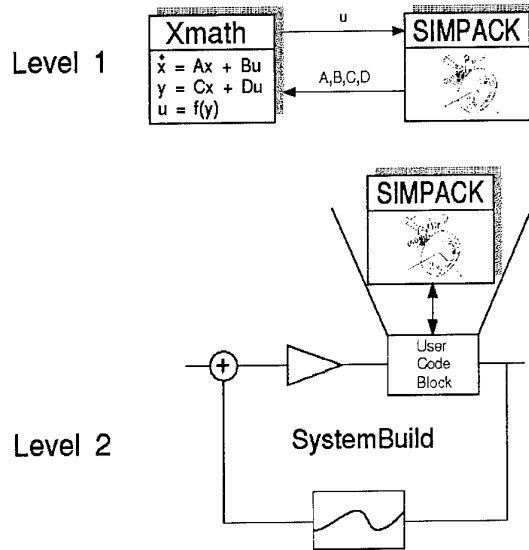 Level 1
Xmath
ẋ = Ax + Bu
y = Cx + Du
u = f(y)
u
A,B,C,D
SIMPACK
SIMPACK
User
Code
Block
+
Level 2
SystemBuild